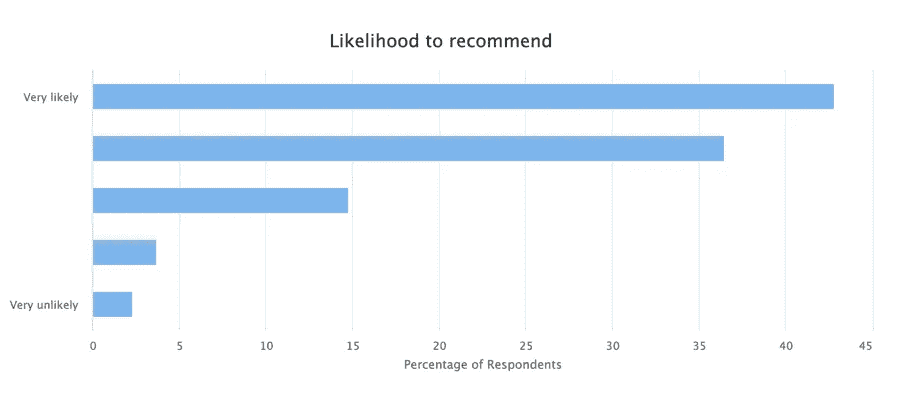 Likelihood to recommend
Very likely
Very unlikely
0 5 10 15 20 25 30 35 40 45
Percentage of Respondents